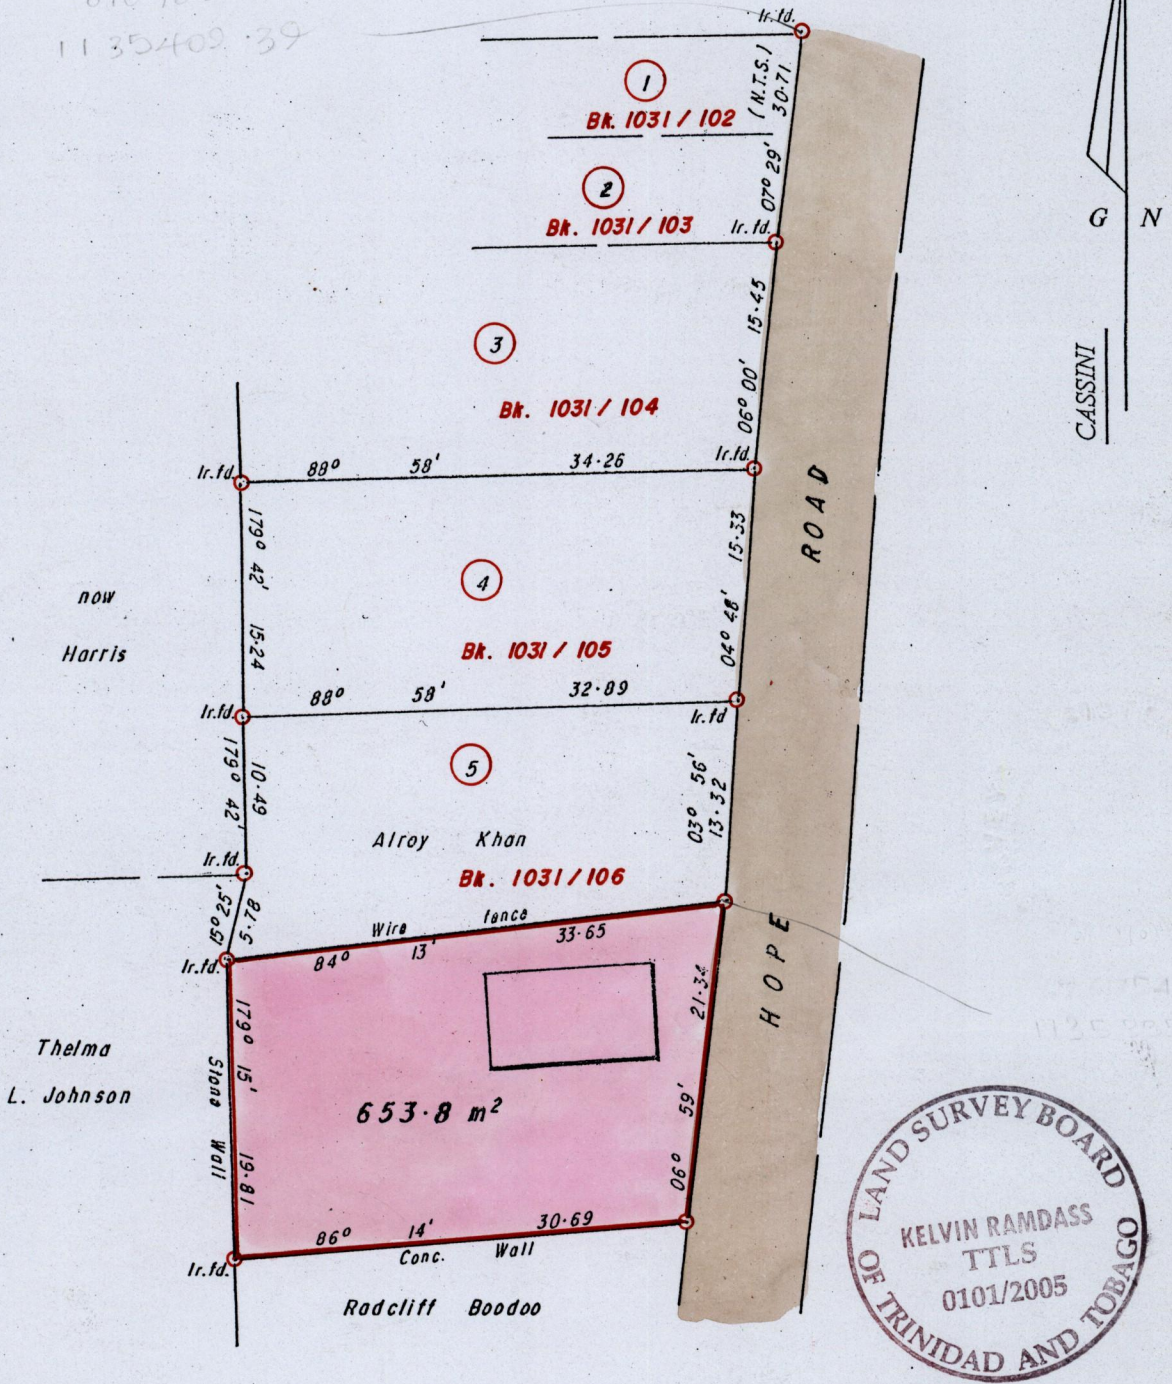 1135402.39
Ir.fd.
(N.T.S.)
30·71
1
Bk. 1031 / 102
07° 29'
2
Bk. 1031 / 103
Ir.fd.
G N
CASSINI
15·45
3
06° 00'
Bk. 1031 / 104
Ir.fd.
88° 58' 34·26
Ir.fd.
ROAD
179° 42' 15·24
15·33
4
now
Harris
04° 48'
Bk. 1031 / 105
88° 58' 32·89
Ir.fd.
Ir.fd
179° 42'
10·49
5
03° 56'
13·32
Alroy Khan
Ir.fd.
Bk. 1031 / 106
15° 25'
5·78
Wire fence
84° 13' 33·65
Ir.fd.
HOPE
21·34
179° 15' 19·81
Stone Wall
Thelma
L. Johnson
653·8 m²
06° 59'
86° 14' 30·69
Conc. Wall
Ir.fd.
Radcliff Boodoo
LAND SURVEY BOARD
KELVIN RAMDASS
TTLS
0101/2005
OF TRINIDAD AND TOBAGO